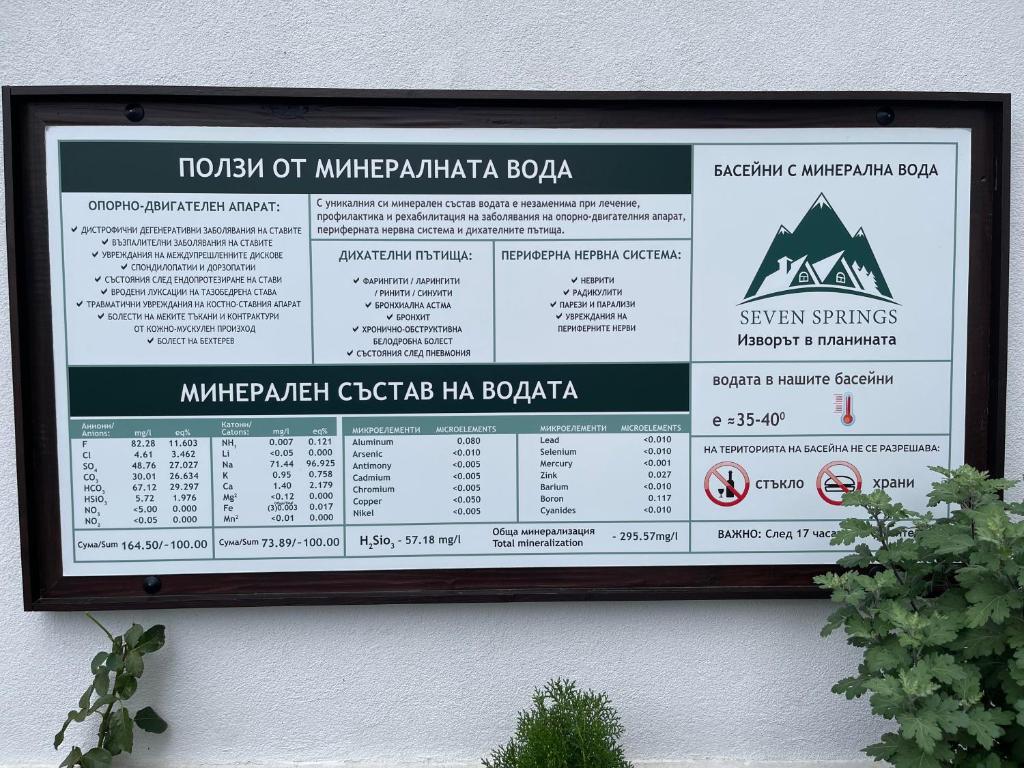 ПОЛЗИ ОТ МИНЕРАЛНАТА ВОДА
ОПОРНО-ДВИГАТЕЛЕН АПАРАТ:
✓ ДИСТРОФИЧНИ ДЕГЕНЕРАТИВНИ ЗАБОЛЯВАНИЯ НА СТАВИТЕ
✓ ВЪЗПАЛИТЕЛНИ ЗАБОЛЯВАНИЯ НА СТАВИТЕ
✓ УВРЕЖДАНИЯ НА МЕЖДУПРЕШЛЕННИТЕ ДИСКОВЕ
✓ СПОНДИЛОПАТИИ И ДОРЗОПАТИИ
✓ СЪСТОЯНИЯ СЛЕД ЕНДОПРОТЕЗИРАНЕ НА СТАВИ
✓ ВРОДЕНИ ЛУКСАЦИИ НА ТАЗОБЕДРЕНА СТАВА
✓ ТРАВМАТИЧНИ УВРЕЖДАНИЯ НА КОСТНО-СТАВНИЯ АПАРАТ
✓ БОЛЕСТИ НА МЕКИТЕ ТЪКАНИ И КОНТРАКТУРИ
ОТ КОЖНО-МУСКУЛЕН ПРОИЗХОД
✓ БОЛЕСТ НА БЕХТЕРЕВ
С уникалния си минерален състав водата е незаменима при лечение,
профилактика и рехабилитация на заболявания на опорно-двигателния апарат,
периферната нервна система и дихателните пътища.
ДИХАТЕЛНИ ПЪТИЩА:
✓ ФАРИНГИТИ / ЛАРИНГИТИ
/ РИНИТИ / СИНУИТИ
✓ БРОНХИАЛНА АСТМА
✓ БРОНХИТ
✓ ХРОНИЧНО-ОБСТРУКТИВНА
БЕЛОДРОБНА БОЛЕСТ
✓ СЪСТОЯНИЯ СЛЕД ПНЕВМОНИЯ
ПЕРИФЕРНА НЕРВНА СИСТЕМА:
✓ НЕВРИТИ
✓ РАДИКУЛИТИ
✓ ПАРЕЗИ И ПАРАЛИЗИ
✓ УВРЕЖДАНИЯ НА
ПЕРИФЕРНИТЕ НЕРВИ
БАСЕЙНИ С МИНЕРАЛНА ВОДА
SEVEN SPRINGS
Изворът в планината
водата в нашите басейни
е ≈35-40⁰
НА ТЕРИТОРИЯТА НА БАСЕЙНА НЕ СЕ РАЗРЕШАВА:
стъкло храни
ВАЖНО: След 17
МИНЕРАЛЕН СЪСТАВ НА ВОДАТА
Аниони/
Anions: mg/l eq%
F 82.28 11.603
Cl 4.61 3.462
SO₄ 48.76 27.027
CO₃ 30.01 26.634
HCO₃ 67.12 29.297
HSIO₃ 5.72 1.976
NO₃ <5.00 0.000
NO₂ <0.05 0.000
Сума/Sum 164.50/-100.00
Катони/
Catons: mg/l eq%
NH₄ 0.007 0.121
Li <0.05 0.000
Na 71.44 96.925
K 0.95 0.758
Ca 1.40 2.179
Mg² <0.12 0.000
Fe (3)0.003 0.017
Mn² <0.01 0.000
Сума/Sum 73.89/-100.00
МИКРОЕЛЕМЕНТИ MICROELEMENTS
Aluminum 0.080
Arsenic <0.010
Antimony <0.005
Cadmium <0.005
Chromium <0.005
Copper <0.050
Nikel <0.005
МИКРОЕЛЕМЕНТИ MICROELEMENTS
Lead <0.010
Selenium <0.010
Mercury <0.001
Zink 0.027
Barium <0.010
Boron 0.117
Cyanides <0.010
H₂Sio₃ - 57.18 mg/l
Обща минерализация
Total mineralization - 295.57mg/l